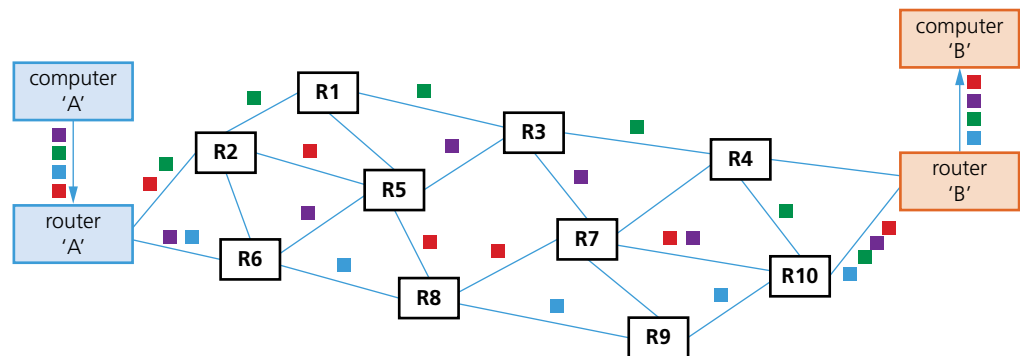 computer
'A'
router
'A'
R1
R2
R3
R4
R5
R6
R7
R8
R9
R10
computer
'B'
router
'B'